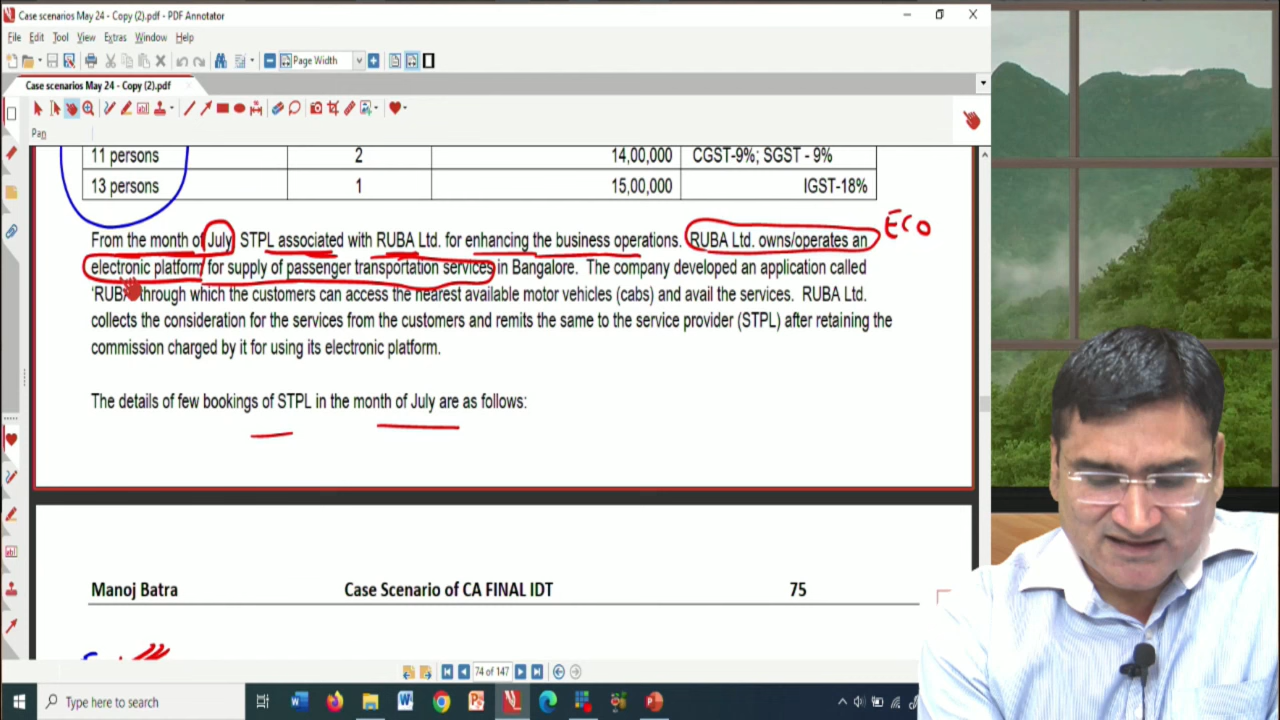 Case scenarios May 24 - Copy (2).pdf - PDF Annotator
File Edit Tool View Extras Window Help
Page Width
Case scenarios May 24 - Copy (2).pdf
Pan
11 persons 2 14,00,000 CGST-9%; SGST - 9%
13 persons 1 15,00,000 IGST-18%
ECO
From the month of July STPL associated with RUBA Ltd. for enhancing the business operations. RUBA Ltd. owns/operates an
electronic platform for supply of passenger transportation services in Bangalore. The company developed an application called
‘RUBA’ through which the customers can access the nearest available motor vehicles (cabs) and avail the services. RUBA Ltd.
collects the consideration for the services from the customers and remits the same to the service provider (STPL) after retaining the
commission charged by it for using its electronic platform.
The details of few bookings of STPL in the month of July are as follows:
Manoj Batra Case Scenario of CA FINAL IDT 75
74 of 147
Type here to search